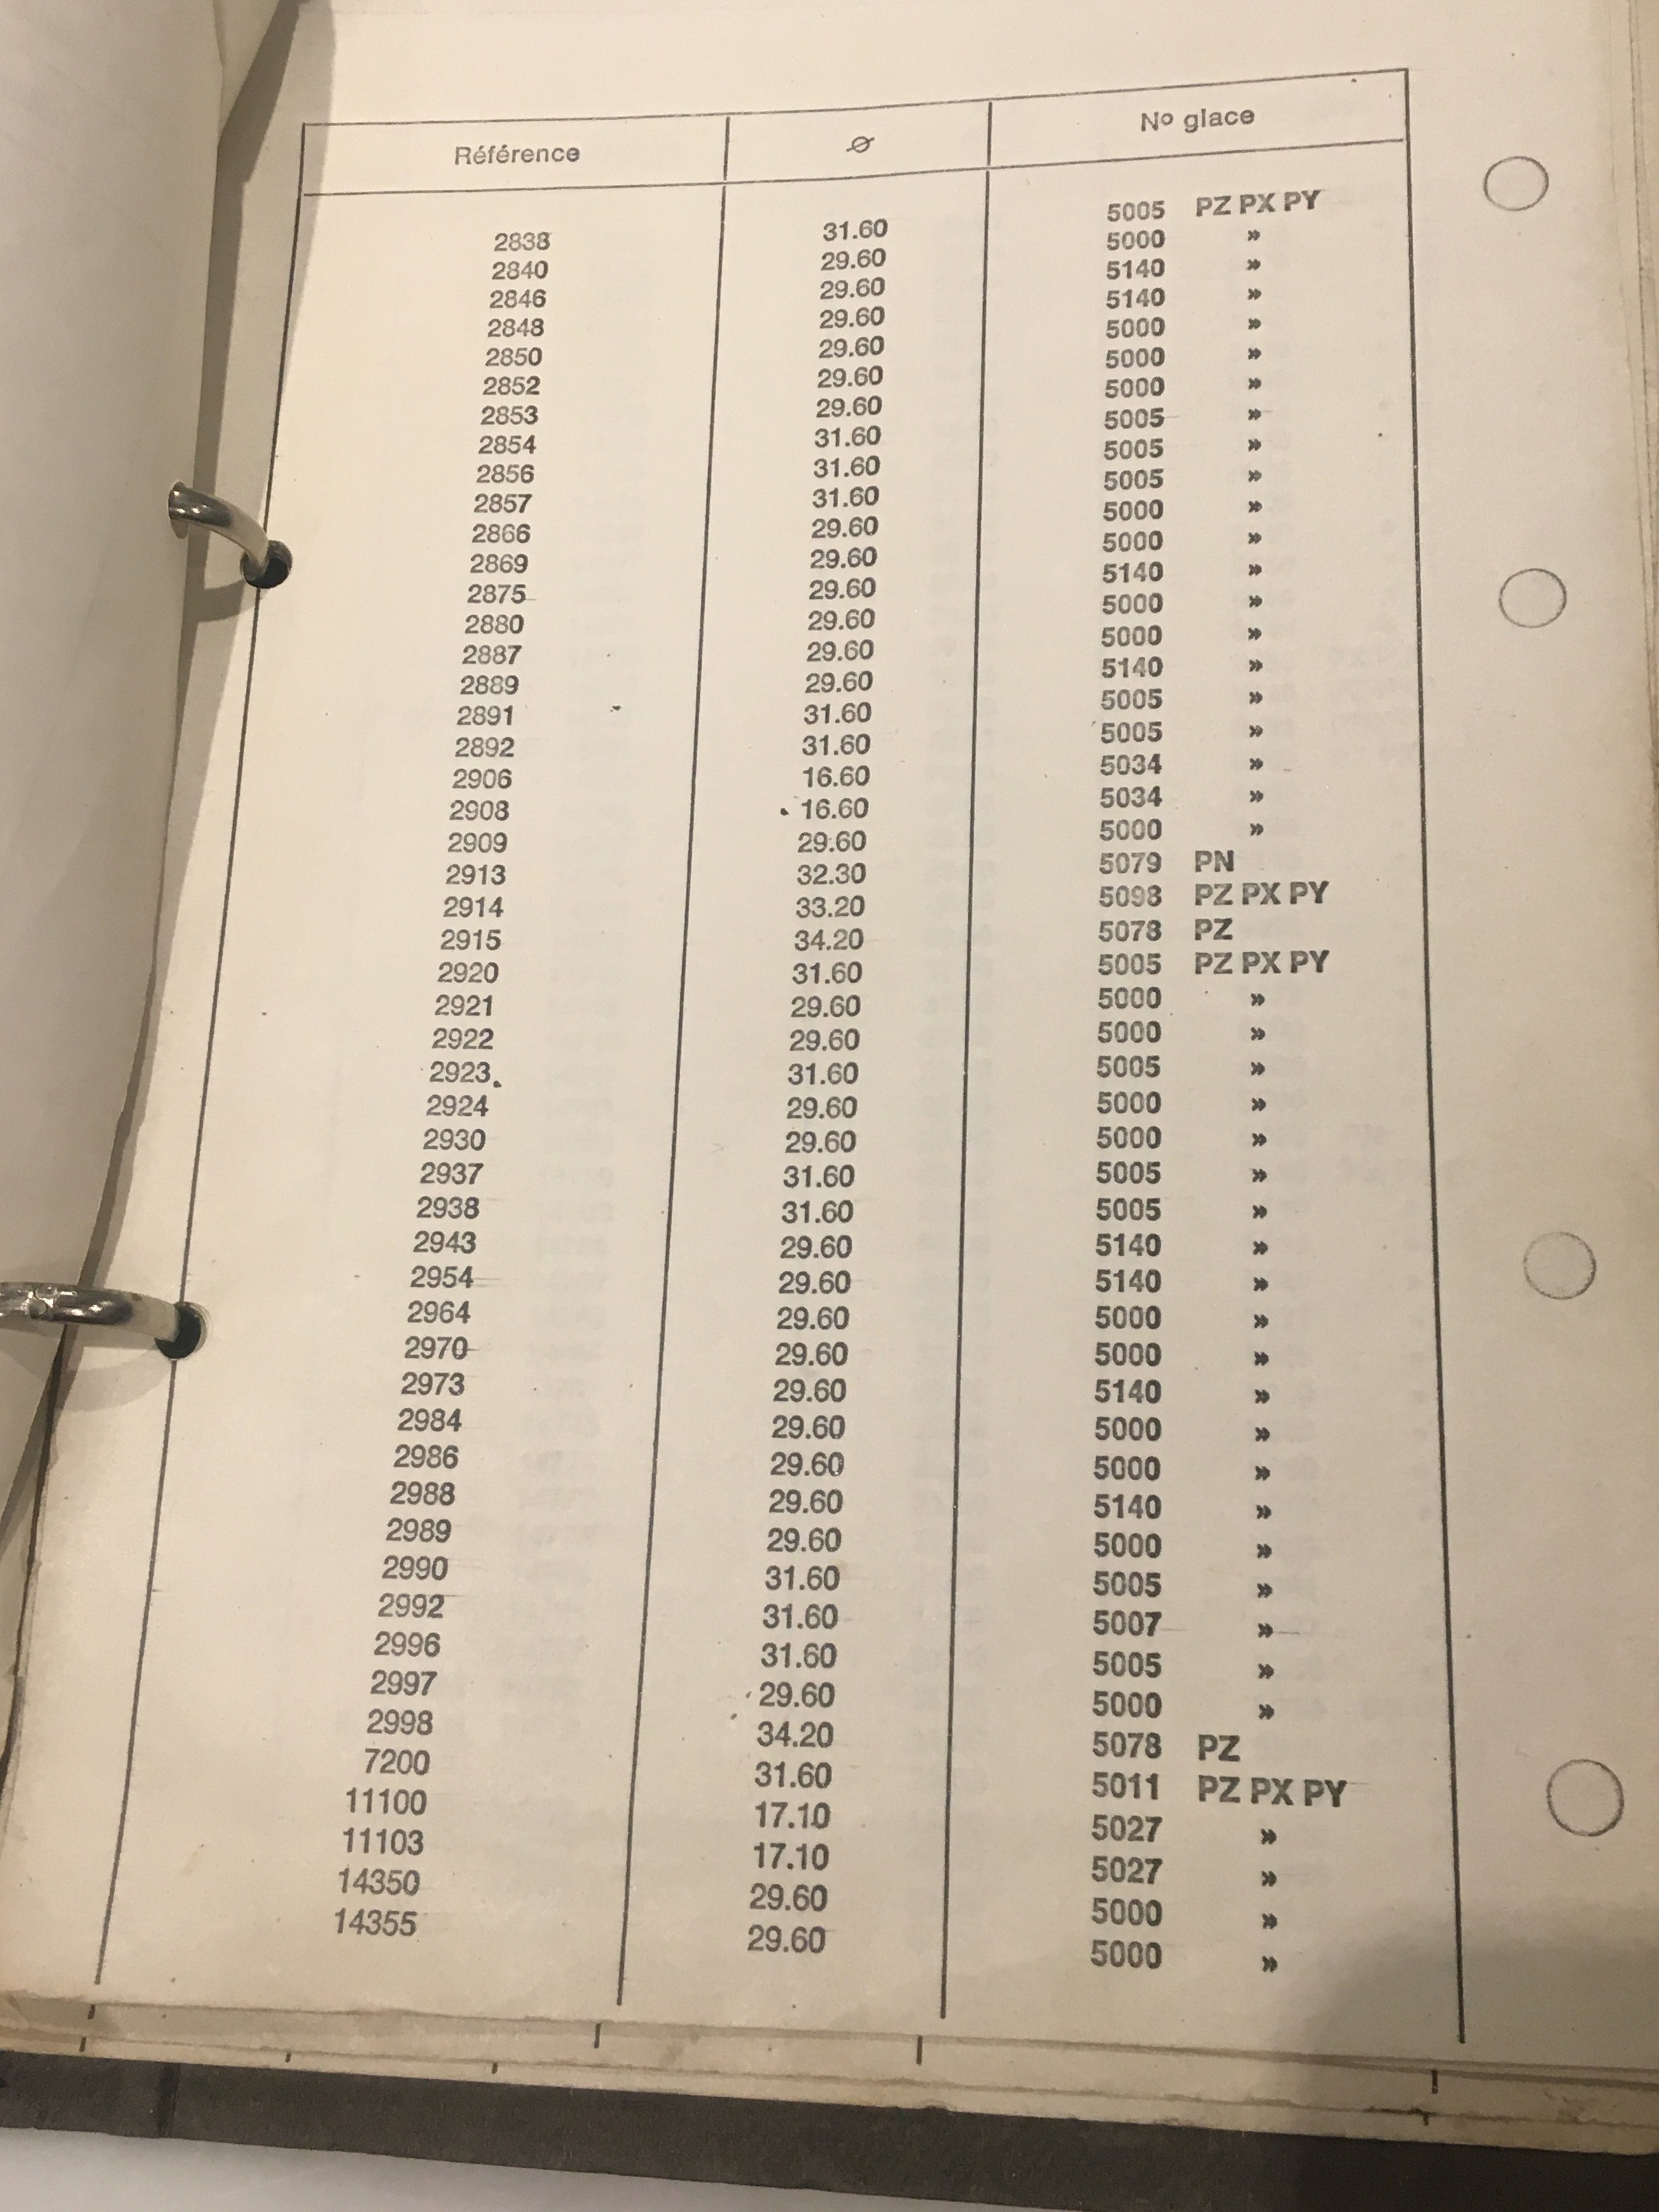 Référence ⌀ Nº glace
2838 31.60 5005 PZ PX PY
2840 29.60 5000 »
2846 29.60 5140 »
2848 29.60 5140 »
2850 29.60 5000 »
2852 29.60 5000 »
2853 29.60 5000 »
2854 31.60 5005 »
2856 31.60 5005 »
2857 31.60 5005 »
2866 29.60 5000 »
2869 29.60 5000 »
2875 29.60 5140 »
2880 29.60 5000 »
2887 29.60 5000 »
2889 29.60 5140 »
2891 31.60 5005 »
2892 31.60 5005 »
2906 16.60 5034 »
2908 16.60 5034 »
2909 29.60 5000 »
2913 32.30 5079 PN
2914 33.20 5098 PZ PX PY
2915 34.20 5078 PZ
2920 31.60 5005 PZ PX PY
2921 29.60 5000 »
2922 29.60 5000 »
2923 31.60 5005 »
2924 29.60 5000 »
2930 29.60 5000 »
2937 31.60 5005 »
2938 31.60 5005 »
2943 29.60 5140 »
2954 29.60 5140 »
2964 29.60 5000 »
2970 29.60 5000 »
2973 29.60 5140 »
2984 29.60 5000 »
2986 29.60 5000 »
2988 29.60 5140 »
2989 29.60 5000 »
2990 31.60 5005 »
2992 31.60 5007 »
2996 31.60 5005 »
2997 29.60 5000 »
2998 34.20 5078 PZ
7200 31.60 5011 PZ PX PY
11100 17.10 5027 »
11103 17.10 5027 »
14350 29.60 5000 »
14355 29.60 5000 »